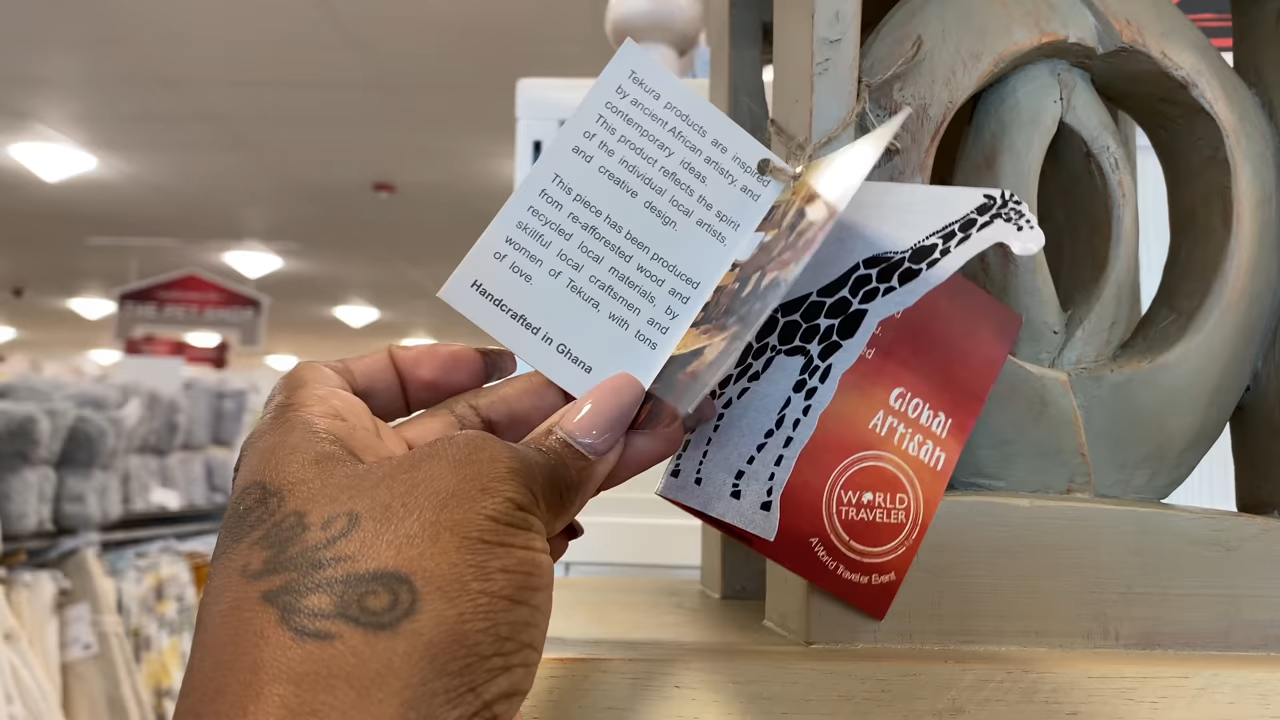 Tekura products are inspired
by ancient African artistry, and
contemporary ideas.
This product reflects the spirit
of the individual local artists,
and creative design.
This piece has been produced
from re-afforested wood and
recycled local materials, by
skillful local craftsmen and
women of Tekura, with tons
of love.
Handcrafted in Ghana
Global
Artisan
WORLD
TRAVELER
A World Traveler Event